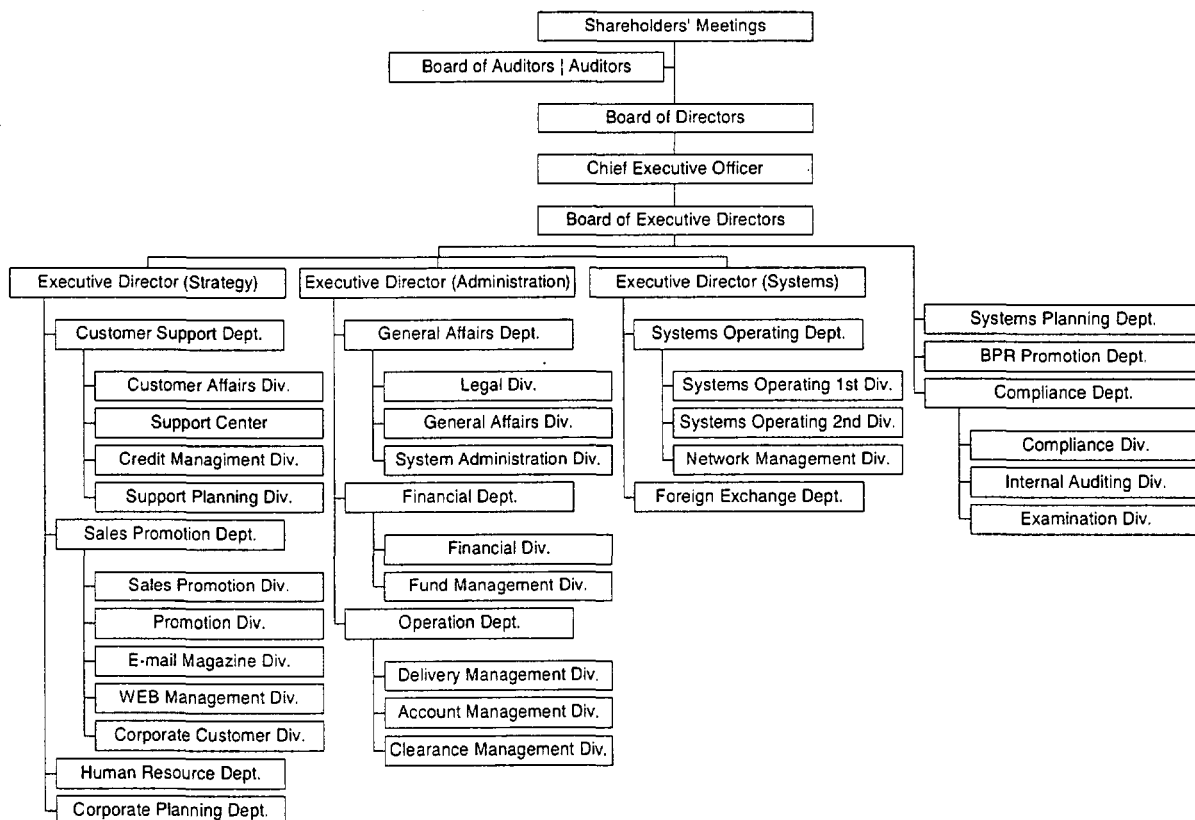 Shareholders' Meetings
Board of Auditors | Auditors
Board of Directors
Chief Executive Officer
Board of Executive Directors
Executive Director (Strategy)
Customer Support Dept.
Customer Affairs Div.
Support Center
Credit Managiment Div.
Support Planning Div.
Sales Promotion Dept.
Sales Promotion Div.
Promotion Div.
E-mail Magazine Div.
WEB Management Div.
Corporate Customer Div.
Human Resource Dept.
Corporate Planning Dept.
Executive Director (Administration)
General Affairs Dept.
Legal Div.
General Affairs Div.
System Administration Div.
Financial Dept.
Financial Div.
Fund Management Div.
Operation Dept.
Delivery Management Div.
Account Management Div.
Clearance Management Div.
Executive Director (Systems)
Systems Operating Dept.
Systems Operating 1st Div.
Systems Operating 2nd Div.
Network Management Div.
Foreign Exchange Dept.
Systems Planning Dept.
BPR Promotion Dept.
Compliance Dept.
Compliance Div.
Internal Auditing Div.
Examination Div.